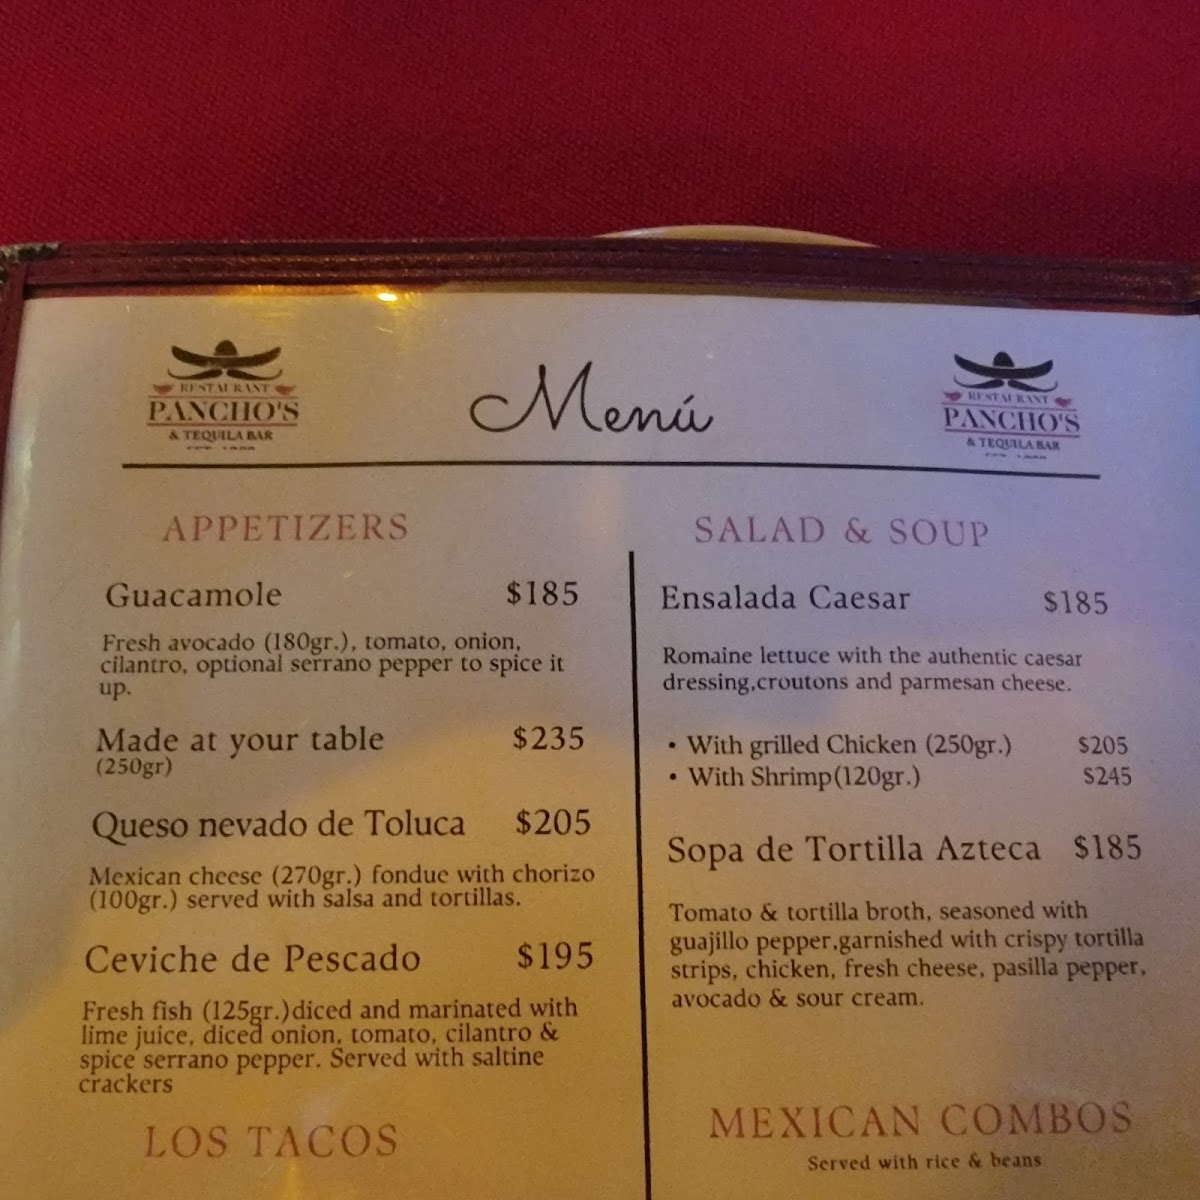 RESTAURANT
PANCHO'S
& TEQUILA BAR
Menú
RESTAURANT
PANCHO'S
& TEQUILA BAR
APPETIZERS
Guacamole $185
Fresh avocado (180gr.), tomato, onion,
cilantro, optional serrano pepper to spice it
up.
Made at your table $235
(250gr)
Queso nevado de Toluca $205
Mexican cheese (270gr.) fondue with chorizo
(100gr.) served with salsa and tortillas.
Ceviche de Pescado $195
Fresh fish (125gr.)diced and marinated with
lime juice, diced onion, tomato, cilantro &
spice serrano pepper. Served with saltine
crackers
LOS TACOS
SALAD & SOUP
Ensalada Caesar $185
Romaine lettuce with the authentic caesar
dressing,croutons and parmesan cheese.
• With grilled Chicken (250gr.) $205
• With Shrimp(120gr.) $245
Sopa de Tortilla Azteca $185
Tomato & tortilla broth, seasoned with
guajillo pepper,garnished with crispy tortilla
strips, chicken, fresh cheese, pasilla pepper,
avocado & sour cream.
MEXICAN COMBOS
Served with rice & beans